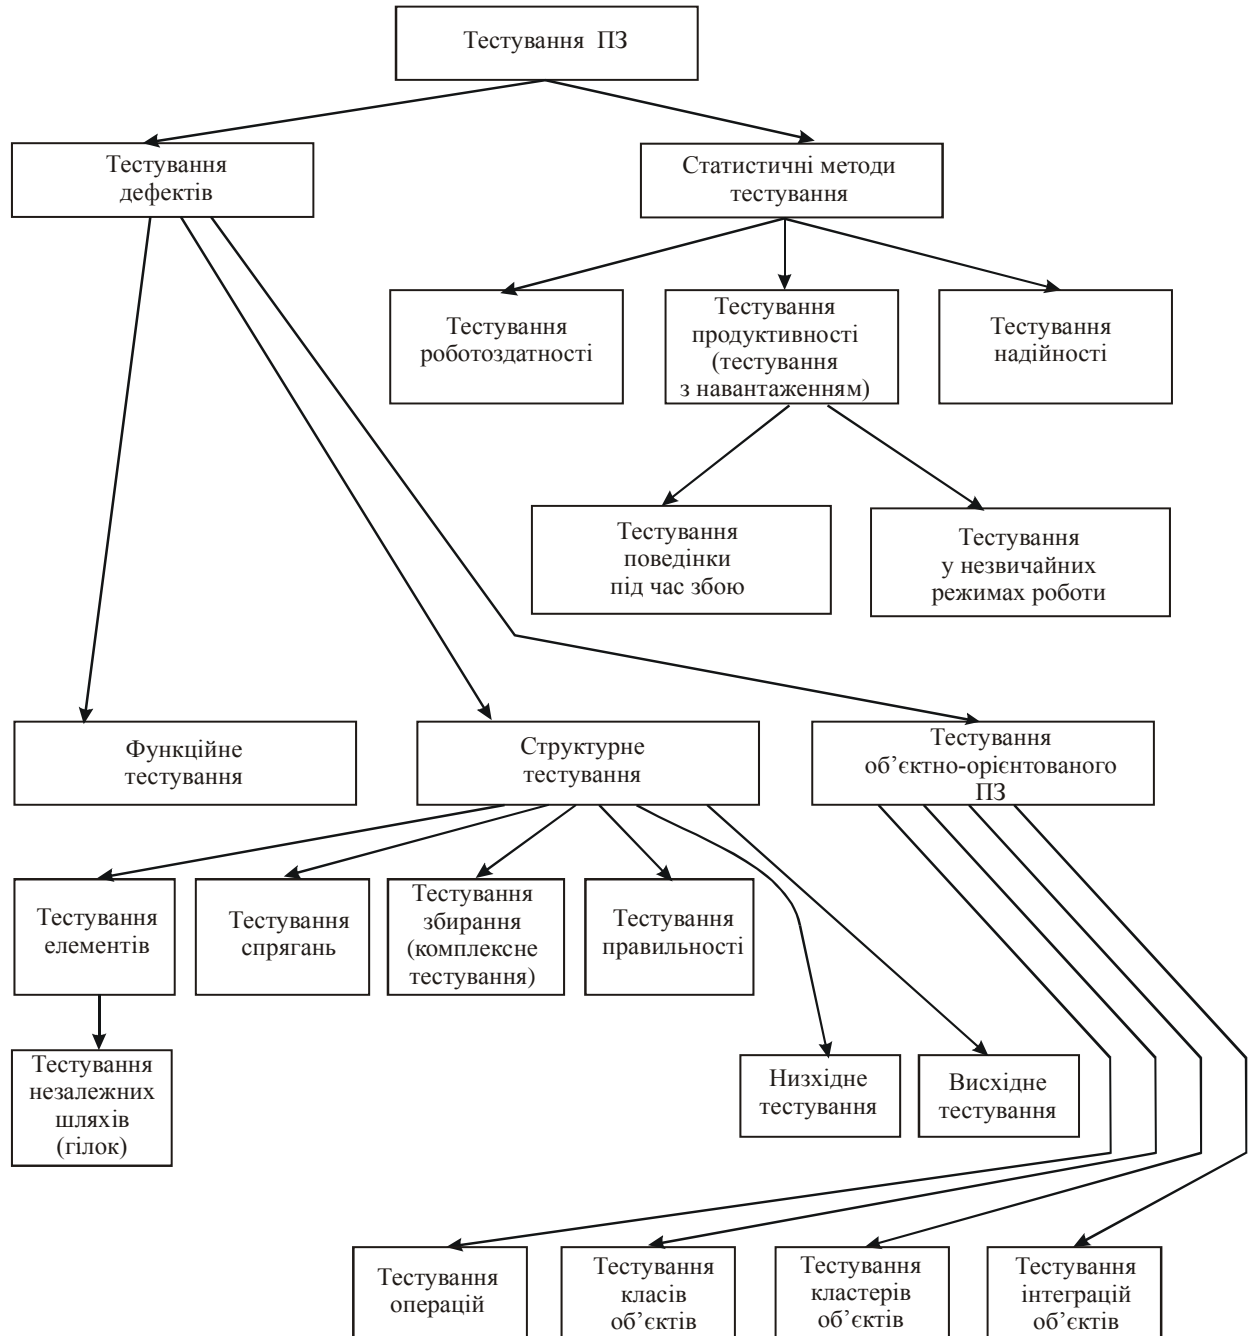 Тестування ПЗ
Тестування
дефектів
Статистичні методи
тестування
Тестування
роботоздатності
Тестування
продуктивності
(тестування
з навантаженням)
Тестування
надійності
Тестування
поведінки
під час збою
Тестування
у незвичайних
режимах роботи
Функційне
тестування
Структурне
тестування
Тестування
об’єктно-орієнтованого
ПЗ
Тестування
елементів
Тестування
спрягань
Тестування
збирання
(комплексне
тестування)
Тестування
правильності
Тестування
незалежних
шляхів
(гілок)
Низхідне
тестування
Висхідне
тестування
Тестування
операцій
Тестування
класів
об’єктів
Тестування
кластерів
об’єктів
Тестування
інтеграцій
об’єктів